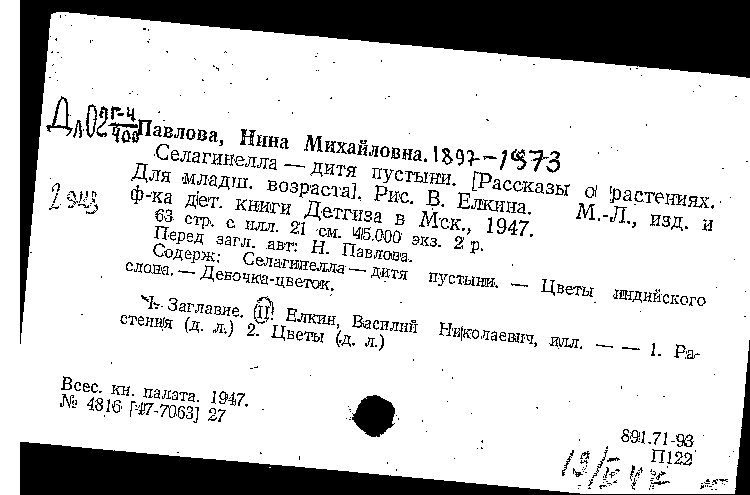 Дл02 г-4/400
Павлова, Нина Михайловна. 1897-1973
Селагинелла — дитя пустыни. [Рассказы о растениях.
Для младш. возраста]. Рис. В. Елкина. М.-Л., изд. и
ф-ка дет. книги Детгиза в Мск., 1947.
63 стр. с илл. 21 см. 45.000 экз. 2 р.
Перед загл. авт: Н. Павлова.
Содерж: Селагинелла — дитя пустыни. — Цветы индийского
слона. — Девочка-цветок.
I. Заглавие. II. Елкин, Василий Николаевич, илл. — — 1. Ра-
стения (д. л.) 2. Цветы (д. л.)
Всес. кн. палата. 1947.
№ 4816 [47-7063] 27
891.71-93
П122